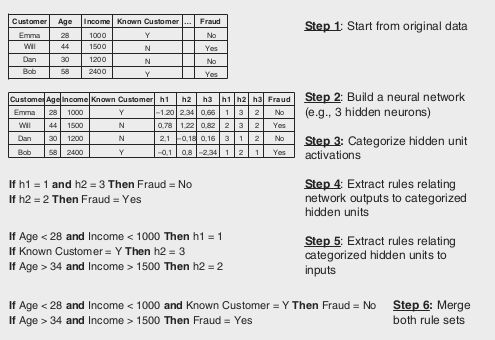 Customer Age Income Known Customer ... Fraud
Emma 28 1000 Y No
Will 44 1500 N Yes
Dan 30 1200 N No
Bob 58 2400 Y Yes
Step 1: Start from original data
Customer Age Income Known Customer h1 h2 h3 h1 h2 h3 Fraud
Emma 28 1000 Y –1,20 2,34 0,66 1 3 2 No
Will 44 1500 N 0,78 1,22 0,82 2 3 2 Yes
Dan 30 1200 N 2,1 –0,18 0,16 3 1 2 No
Bob 58 2400 Y –0,1 0,8 –2,34 1 2 1 Yes
Step 2: Build a neural network
(e.g., 3 hidden neurons)
Step 3: Categorize hidden unit
activations
If h1 = 1 and h2 = 3 Then Fraud = No
If h2 = 2 Then Fraud = Yes
Step 4: Extract rules relating
network outputs to categorized
hidden units
If Age < 28 and Income < 1000 Then h1 = 1
If Known Customer = Y Then h2 = 3
If Age > 34 and Income > 1500 Then h2 = 2
Step 5: Extract rules relating
categorized hidden units to
inputs
If Age < 28 and Income < 1000 and Known Customer = Y Then Fraud = No
If Age > 34 and Income > 1500 Then Fraud = Yes
Step 6: Merge
both rule sets